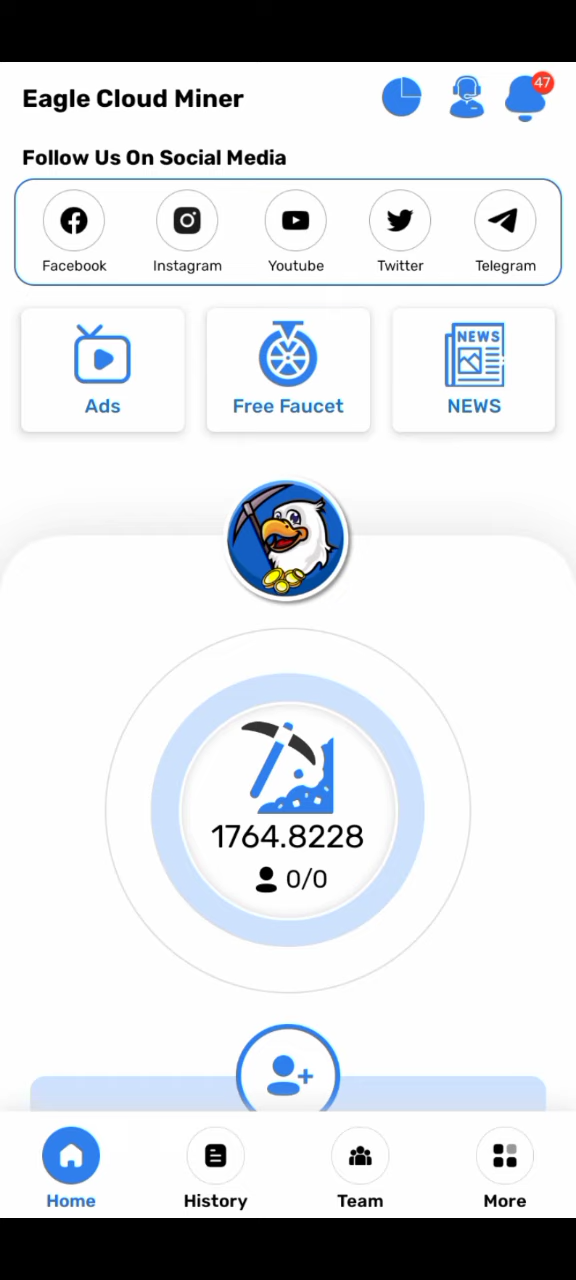 Eagle Cloud Miner
47
Follow Us On Social Media
Facebook Instagram Youtube Twitter Telegram
NEWS
Ads Free Faucet NEWS
1764.8228
0/0
Home History Team More